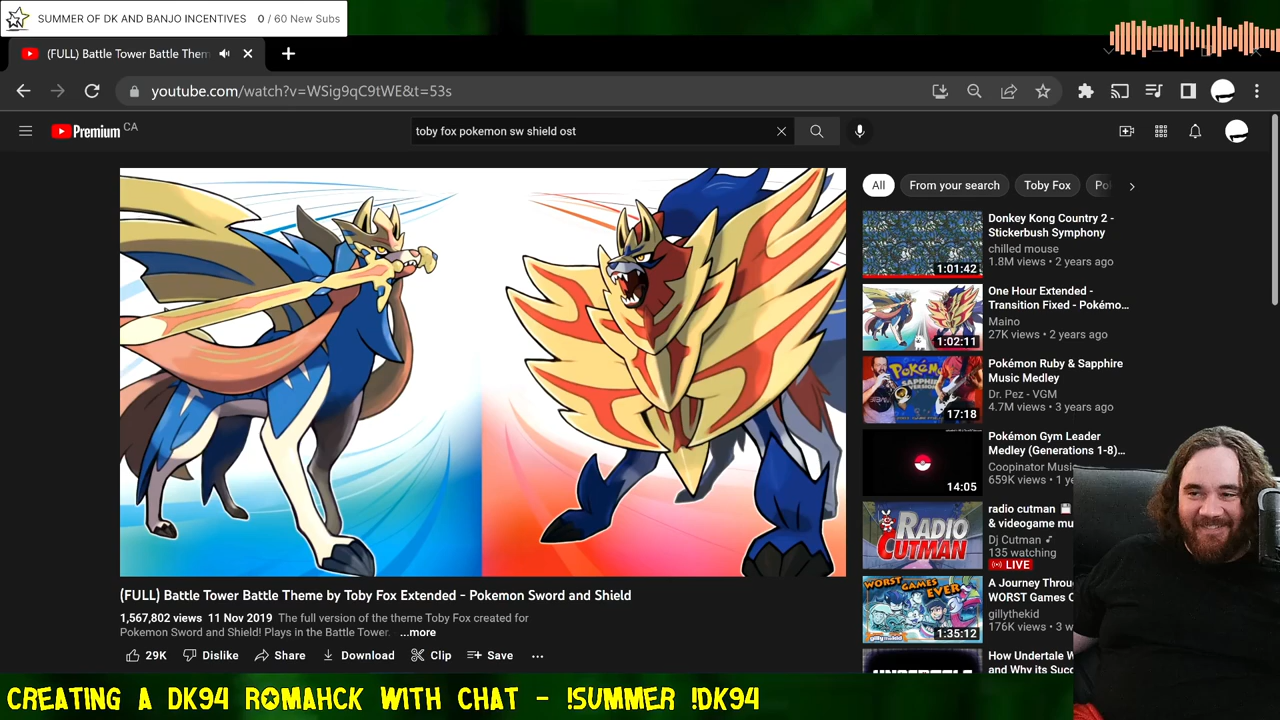 SUMMER OF DK AND BANJO INCENTIVES 0 / 60 New Subs
(FULL) Battle Tower Battle Them
youtube.com/watch?v=WSig9qC9tWE&t=53s
Premium CA
toby fox pokemon sw shield ost
All From your search Toby Fox
Donkey Kong Country 2 -
Stickerbush Symphony
chilled mouse
1.8M views • 2 years ago
1:01:42
One Hour Extended -
Transition Fixed - Pokémo...
Maino
27K views • 2 years ago
1:02:11
Pokémon Ruby & Sapphire
Music Medley
Dr. Pez - VGM
4.7M views • 3 years ago
17:18
Pokémon Gym Leader
Medley (Generations 1-8)...
Coopinator Music
659K views • 1 ye
14:05
radio cutman
& videogame mu
Dj Cutman
135 watching
LIVE
RADIO
CUTMAN
A Journey Throu
WORST Games
gillythekid
176K views • 3 w
WORST GAMES
EVER
1:35:12
How Undertale W
and Why its Suc
UNDERTALE
(FULL) Battle Tower Battle Theme by Toby Fox Extended - Pokemon Sword and Shield
1,567,802 views 11 Nov 2019 The full version of the theme Toby Fox created for
Pokemon Sword and Shield! Plays in the Battle Tower. ...more
29K Dislike Share Download Clip Save
CREATING A DK94 ROMAHCK WITH CHAT - !SUMMER !DK94